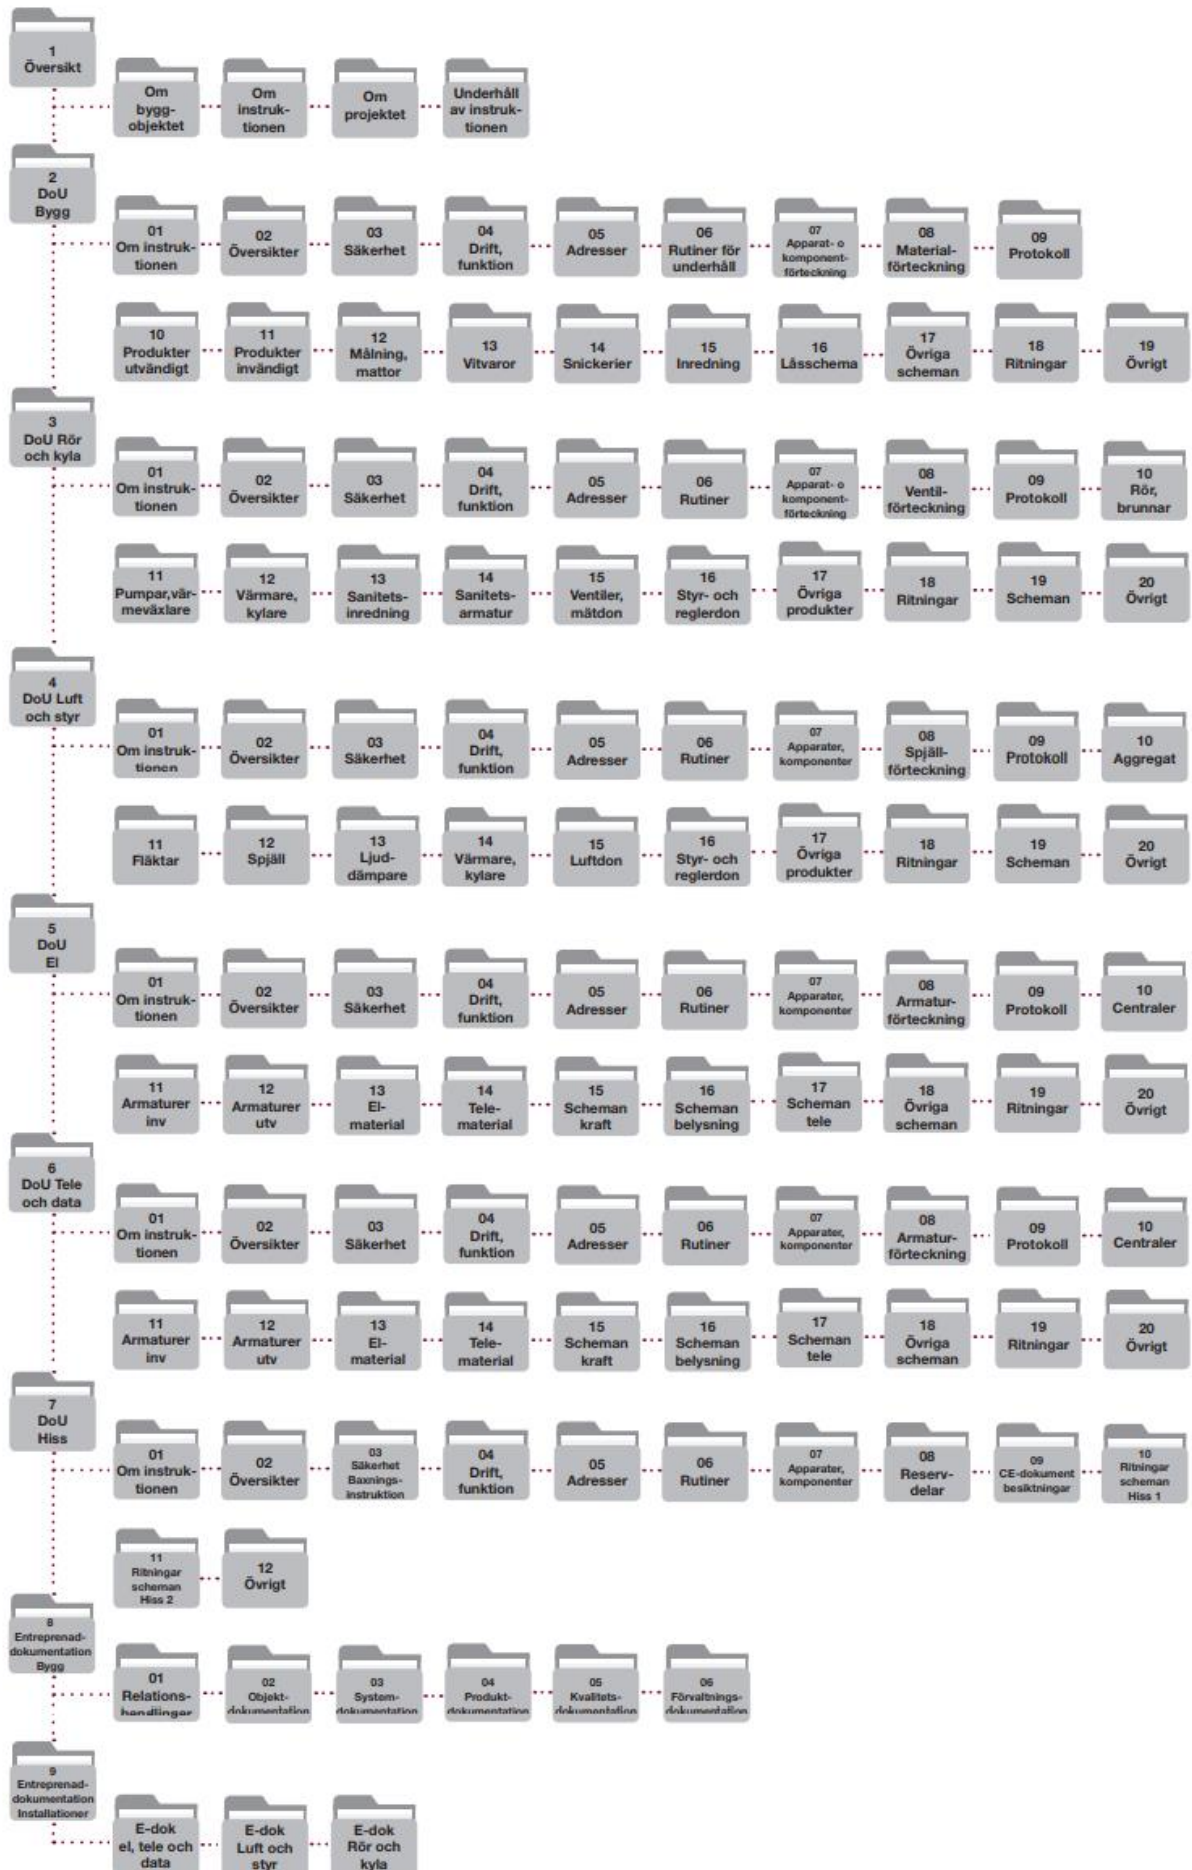 1
Översikt
Om
bygg-
objektet
Om
instruk-
tionen
Om
projektet
Underhåll
av instruk-
tionen
2
DoU
Bygg
01
Om instruk-
tionen
02
Översikter
03
Säkerhet
04
Drift,
funktion
05
Adresser
06
Rutiner för
underhåll
07
Apparat- o
komponent-
förteckning
08
Material-
förteckning
09
Protokoll
10
Produkter
utvändigt
11
Produkter
invändigt
12
Målning,
mattor
13
Vitvaror
14
Snickerier
15
Inredning
16
Låsschema
17
Övriga
scheman
18
Ritningar
19
Övrigt
3
DoU Rör
och kyla
01
Om instruk-
tionen
02
Översikter
03
Säkerhet
04
Drift,
funktion
05
Adresser
06
Rutiner
07
Apparat- o
komponent-
förteckning
08
Ventil-
förteckning
09
Protokoll
10
Rör,
brunnar
11
Pumpar,vär-
meväxlare
12
Värmare,
kylare
13
Sanitets-
inredning
14
Sanitets-
armatur
15
Ventiler,
mätdon
16
Styr- och
reglerdon
17
Övriga
produkter
18
Ritningar
19
Scheman
20
Övrigt
4
DoU Luft
och styr
01
Om instruk-
tionen
02
Översikter
03
Säkerhet
04
Drift,
funktion
05
Adresser
06
Rutiner
07
Apparater,
komponenter
08
Spjäll-
förteckning
09
Protokoll
10
Aggregat
11
Fläktar
12
Spjäll
13
Ljud-
dämpare
14
Värmare,
kylare
15
Luftdon
16
Styr- och
reglerdon
17
Övriga
produkter
18
Ritningar
19
Scheman
20
Övrigt
5
DoU
El
01
Om instruk-
tionen
02
Översikter
03
Säkerhet
04
Drift,
funktion
05
Adresser
06
Rutiner
07
Apparater,
komponenter
08
Armatur-
förteckning
09
Protokoll
10
Centraler
11
Armaturer
inv
12
Armaturer
utv
13
El-
material
14
Tele-
material
15
Scheman
kraft
16
Scheman
belysning
17
Scheman
tele
18
Övriga
scheman
19
Ritningar
20
Övrigt
6
DoU Tele
och data
01
Om instruk-
tionen
02
Översikter
03
Säkerhet
04
Drift,
funktion
05
Adresser
06
Rutiner
07
Apparater,
komponenter
08
Armatur-
förteckning
09
Protokoll
10
Centraler
11
Armaturer
inv
12
Armaturer
utv
13
El-
material
14
Tele-
material
15
Scheman
kraft
16
Scheman
belysning
17
Scheman
tele
18
Övriga
scheman
19
Ritningar
20
Övrigt
7
DoU
Hiss
01
Om instruk-
tionen
02
Översikter
03
Säkerhet
Baxnings-
instruktion
04
Drift,
funktion
05
Adresser
06
Rutiner
07
Apparater,
komponenter
08
Reserv-
delar
09
CE-dokument
besiktningar
10
Ritningar
scheman
Hiss 1
11
Ritningar
scheman
Hiss 2
12
Övrigt
8
Entreprenad-
dokumentation
Bygg
01
Relations-
handlingar
02
Objekt-
dokumentation
03
System-
dokumentation
04
Produkt-
dokumentation
05
Kvalitets-
dokumentation
06
Förvaltnings-
dokumentation
9
Entreprenad-
dokumentation
Installationer
E-dok
el, tele och
data
E-dok
Luft och
styr
E-dok
Rör och
kyla